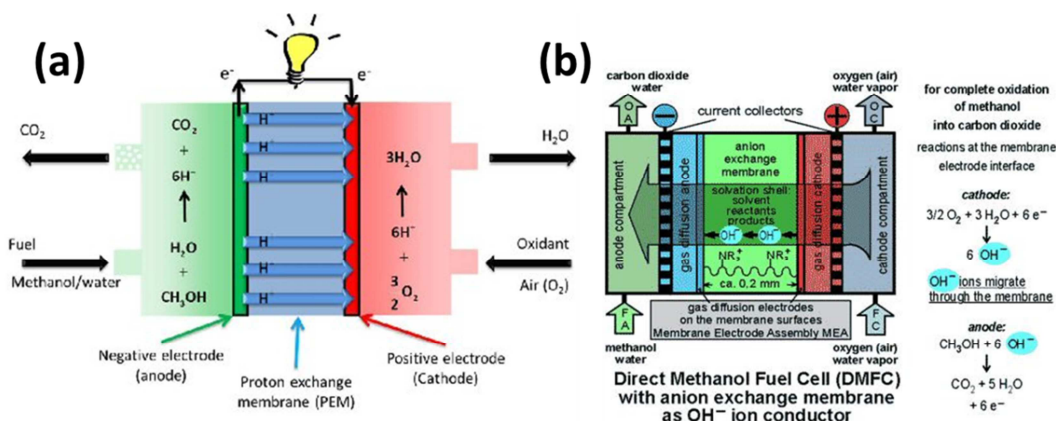 (a)
e⁻
e⁻
CO₂
CO₂
+
6H⁻
H₂O
+
CH₃OH
Fuel
Methanol/water
H⁻
H⁻
H⁻
H⁻
H⁻
H⁻
3H₂O
6H⁻
+
3
2
O₂
H₂O
Oxidant
Air (O₂)
Negative electrode
(anode)
Proton exchange
membrane (PEM)
Positive electrode
(Cathode)
(b)
carbon dioxide
water
oxygen (air)
water vapor
O
A
O
C
current collectors
anode compartment
gas diffusion anode
anion
exchange
membrane
solvation shell:
solvent
reactants
products
OH⁻
OH⁻
NR₃⁺
NR₃⁺
ca. 0,2 mm
gas diffusion cathode
cathode compartment
gas diffusion electrodes
on the membrane surfaces
Membrane Electrode Assembly MEA
F
A
F
C
methanol
water
oxygen (air)
water vapor
Direct Methanol Fuel Cell (DMFC)
with anion exchange membrane
as OH⁻ ion conductor
for complete oxidation
of methanol
into carbon dioxide
reactions at the membrane
electrode interface
cathode:
3/2 O₂ + 3 H₂O + 6 e⁻
6 OH⁻
OH⁻ ions migrate
through the membrane
anode:
CH₃OH + 6 OH⁻
CO₂ + 5 H₂O
+ 6 e⁻